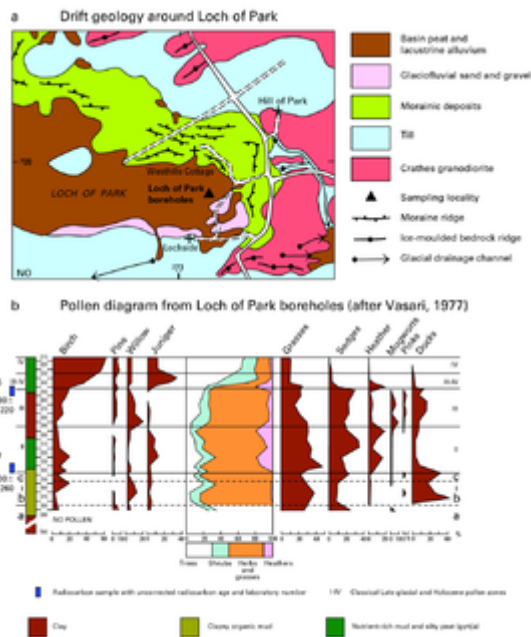 a Drift geology around Loch of Park
Basin peat and
lacustrine alluvium
Glaciofluvial sand and gravel
Morainic deposits
Till
Crathes granodiorite
Sampling locality
Moraine ridge
Ice-moulded bedrock ridge
Glacial drainage channel
Hill of Park
Westhills Cottage
LOCH OF PARK
Loch of Park
boreholes
Lochside
NO
b Pollen diagram from Loch of Park boreholes (after Vasari, 1977)
Birch
Pine
Willow
Juniper
Grasses
Sedges
Heather
Mugworts
Pinks
Docks
IV
III
II
c
b
a
NO POLLEN
Trees
Shrubs
Herbs and
grasses
Heathers
Radiocarbon sample with uncorrected radiocarbon age and laboratory number
I-IV Classical Late-glacial and Holocene pollen zones
Clay
Clayey organic mud
Nutrient-rich mud and silty peat (gyttja)